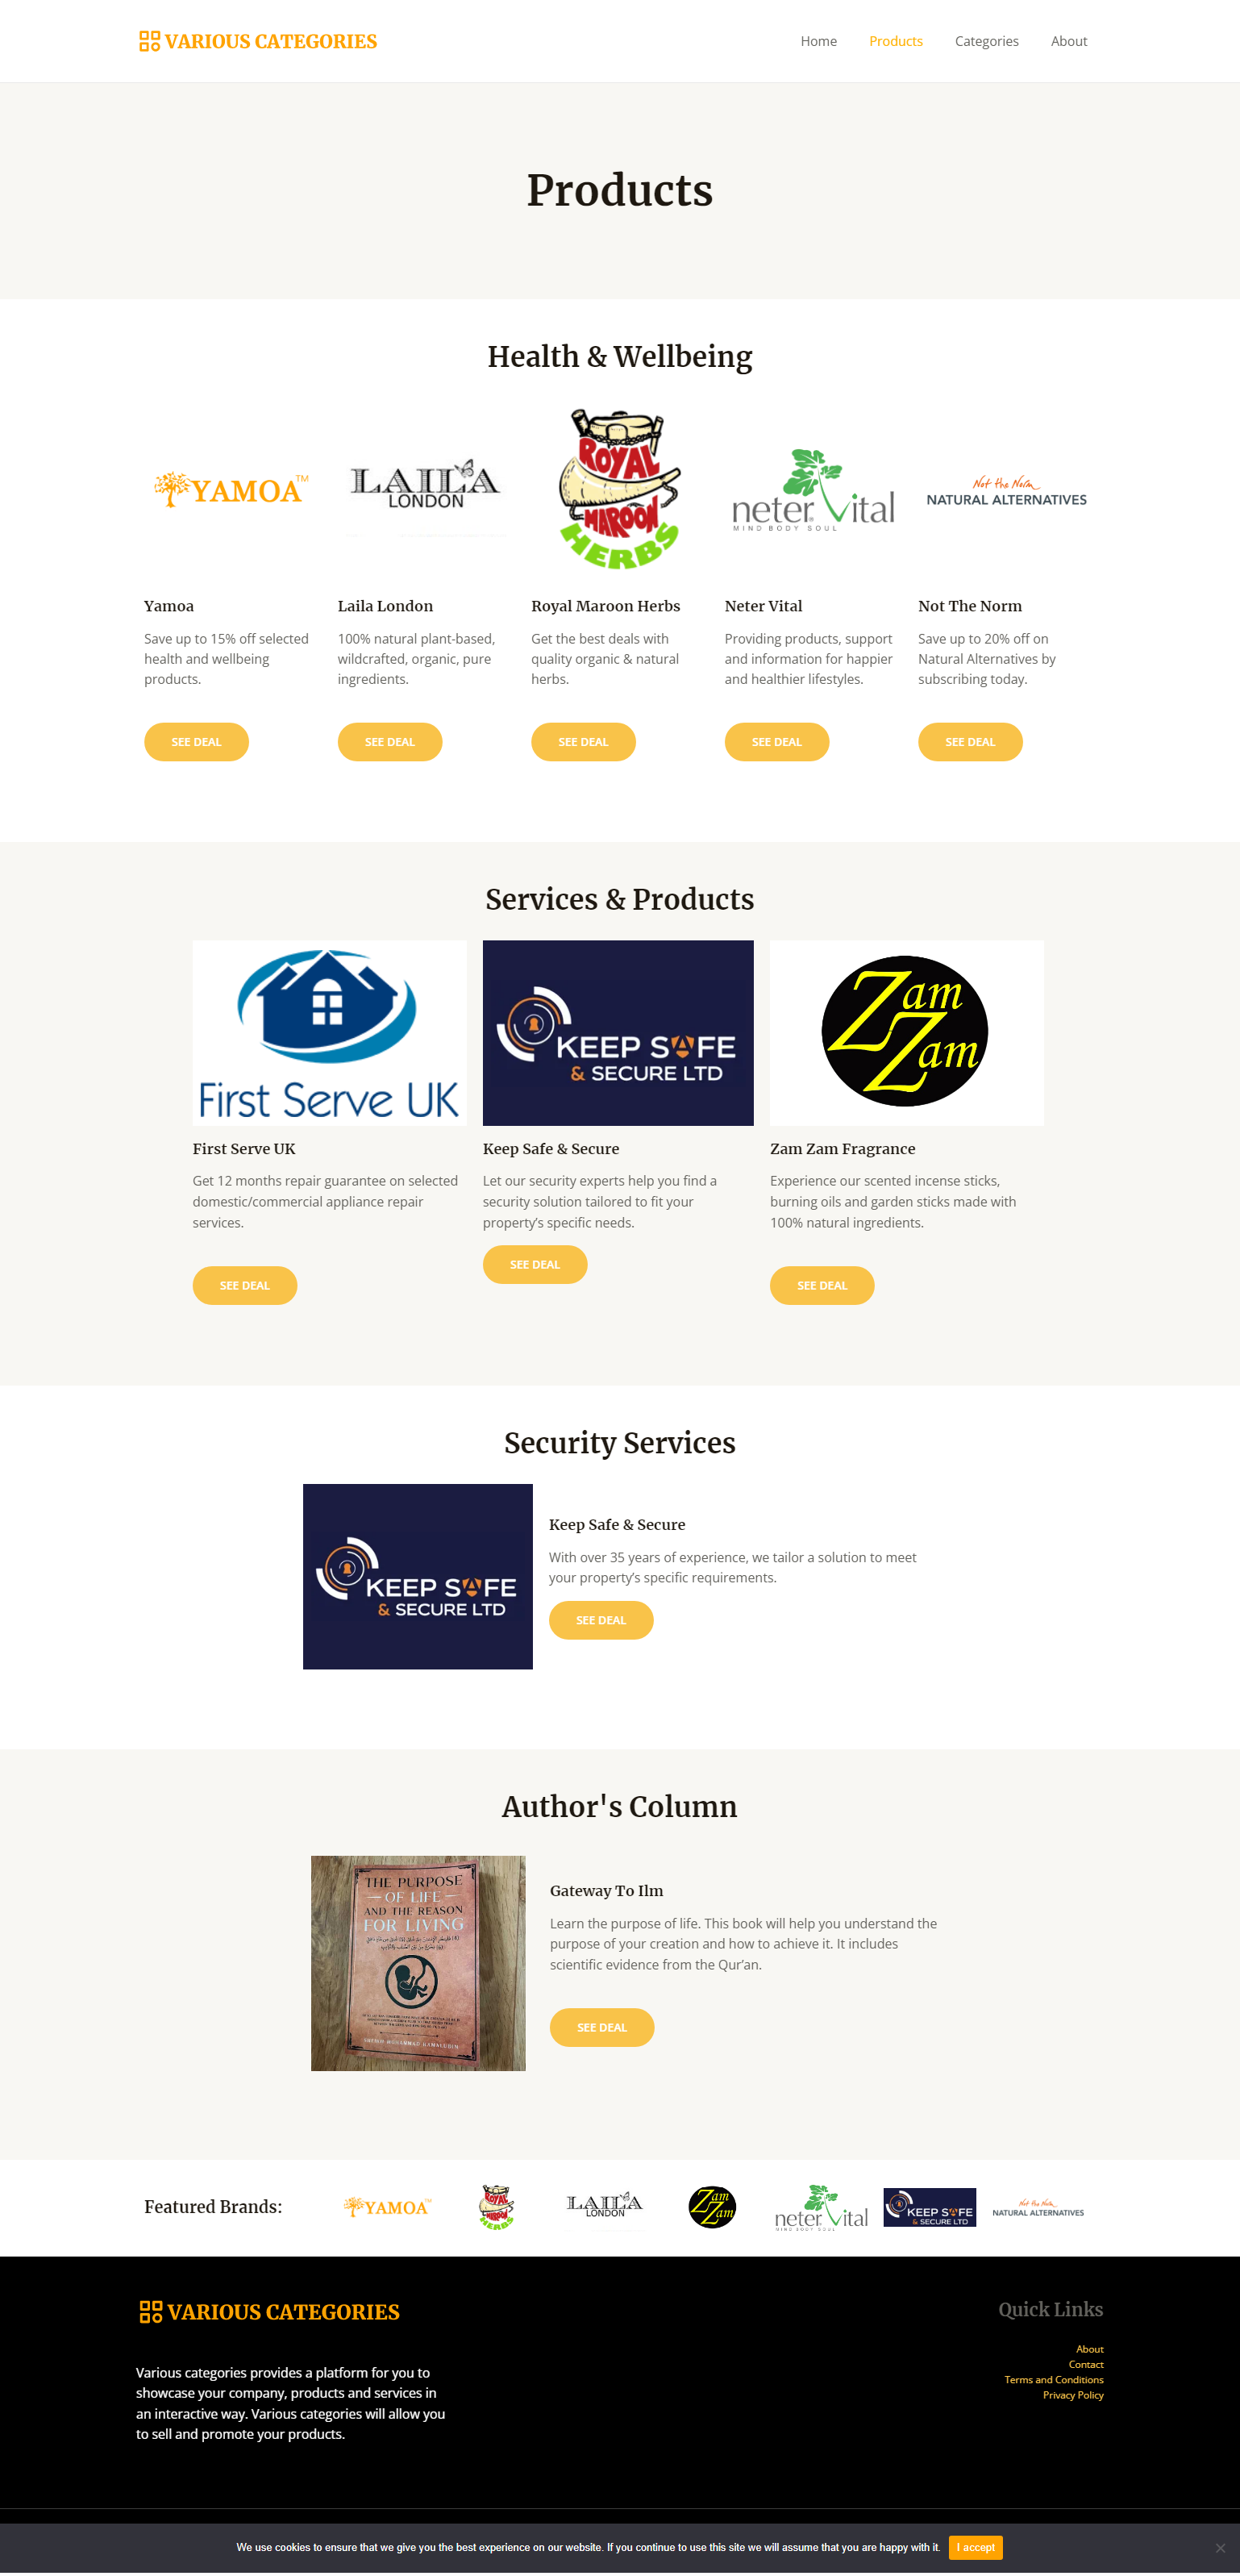 VARIOUS CATEGORIES
Home
Products
Categories
About
Products
Health & Wellbeing
YAMOA™
LAILA
LONDON
ROYAL
MAROON
HERBS
neter® vital
MIND BODY SOUL
Not the Norm
NATURAL ALTERNATIVES
Yamoa
Save up to 15% off selected
health and wellbeing
products.
SEE DEAL
Laila London
100% natural plant-based,
wildcrafted, organic, pure
ingredients.
SEE DEAL
Royal Maroon Herbs
Get the best deals with
quality organic & natural
herbs.
SEE DEAL
Neter Vital
Providing products, support
and information for happier
and healthier lifestyles.
SEE DEAL
Not The Norm
Save up to 20% off on
Natural Alternatives by
subscribing today.
SEE DEAL
Services & Products
First Serve UK
First Serve UK
Get 12 months repair guarantee on selected
domestic/commercial appliance repair
services.
SEE DEAL
KEEP SAFE
& SECURE LTD
Keep Safe & Secure
Let our security experts help you find a
security solution tailored to fit your
property’s specific needs.
SEE DEAL
Zam
Zam
Zam Zam Fragrance
Experience our scented incense sticks,
burning oils and garden sticks made with
100% natural ingredients.
SEE DEAL
Security Services
KEEP SAFE
& SECURE LTD
Keep Safe & Secure
With over 35 years of experience, we tailor a solution to meet
your property’s specific requirements.
SEE DEAL
Author's Column
THE PURPOSE
OF LIFE
AND THE REASON
FOR LIVING
Gateway To Ilm
Learn the purpose of life. This book will help you understand the
purpose of your creation and how to achieve it. It includes
scientific evidence from the Qur’an.
SEE DEAL
Featured Brands:
YAMOA™
ROYAL
MAROON
HERBS
LAILA
LONDON
Zam
Zam
neter vital
MIND BODY SOUL
KEEP SAFE
& SECURE LTD
Not the Norm
NATURAL ALTERNATIVES
VARIOUS CATEGORIES
Various categories provides a platform for you to
showcase your company, products and services in
an interactive way. Various categories will allow you
to sell and promote your products.
Quick Links
About
Contact
Terms and Conditions
Privacy Policy
We use cookies to ensure that we give you the best experience on our website. If you continue to use this site we will assume that you are happy with it.
I accept